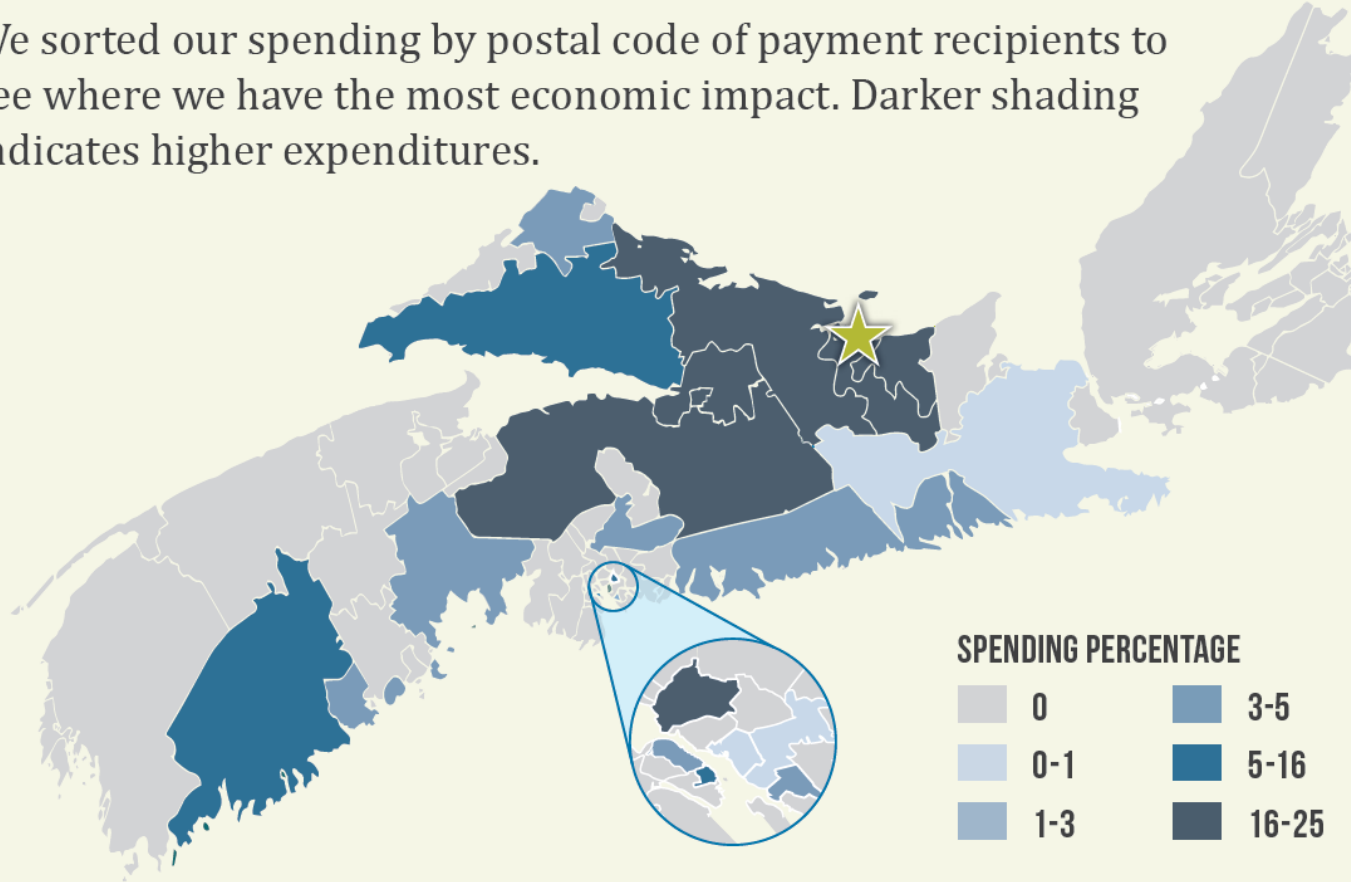 We sorted our spending by postal code of payment recipients to
see where we have the most economic impact. Darker shading
indicates higher expenditures.
SPENDING PERCENTAGE
0
3-5
0-1
5-16
1-3
16-25